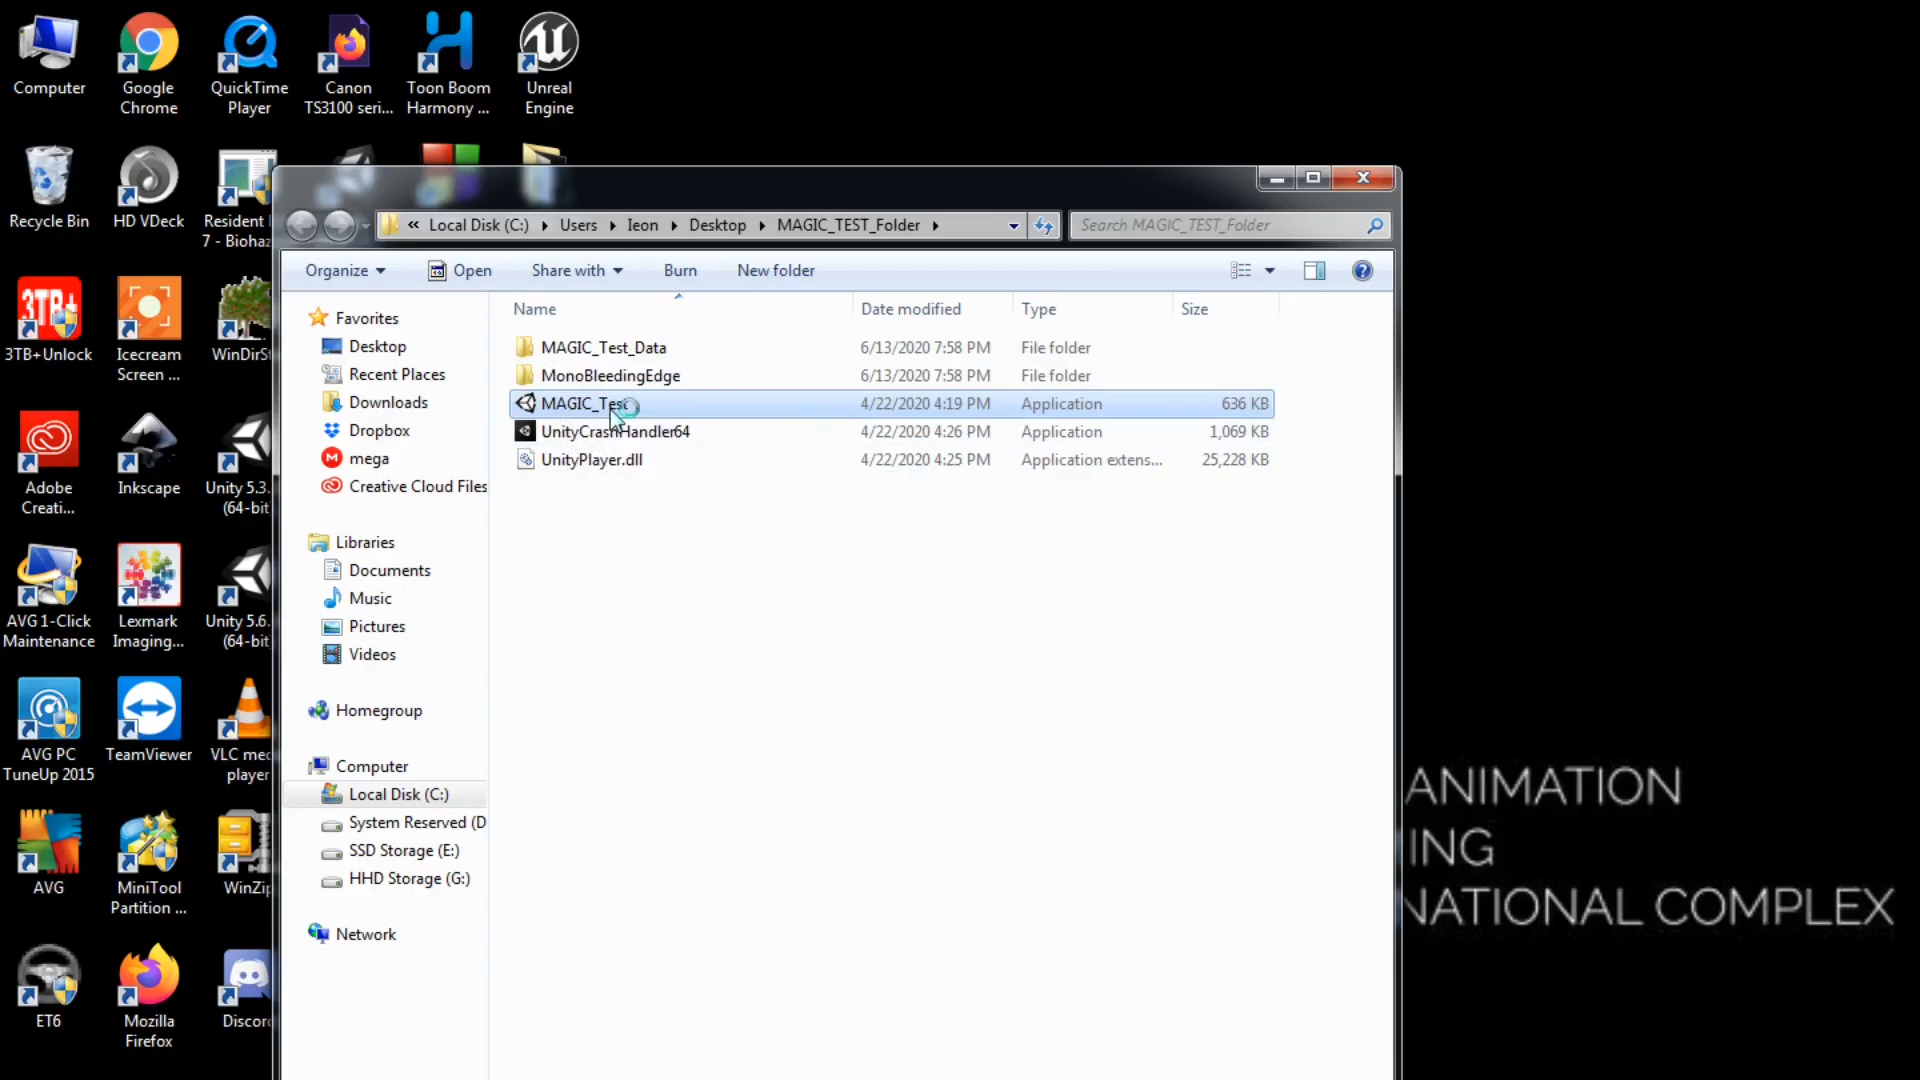 Computer
Google
Chrome
QuickTime
Player
Canon
TS3100 seri...
Toon Boom
Harmony ...
Unreal
Engine
Recycle Bin
HD VDeck
Resident
7 - Biohaz
3TB+
3TB+Unlock
Icecream
Screen ...
WinDirSt
Adobe
Creati...
Inkscape
Unity 5.3.
(64-bit
AVG 1-Click
Maintenance
Lexmark
Imaging...
Unity 5.6.
(64-bit
AVG PC
TuneUp 2015
TeamViewer
VLC med
player
AVG
MiniTool
Partition ...
WinZip
ET6
Mozilla
Firefox
Discord
« Local Disk (C:) Users Ieon Desktop MAGIC_TEST_Folder
Search MAGIC_TEST_Folder
Organize Open Share with Burn New folder
Favorites
Desktop
Recent Places
Downloads
Dropbox
mega
Creative Cloud Files
Libraries
Documents
Music
Pictures
Videos
Homegroup
Computer
Local Disk (C:)
System Reserved (D
SSD Storage (E:)
HHD Storage (G:)
Network
Name Date modified Type Size
MAGIC_Test_Data 6/13/2020 7:58 PM File folder
MonoBleedingEdge 6/13/2020 7:58 PM File folder
MAGIC_Test 4/22/2020 4:19 PM Application 636 KB
UnityCrashHandler64 4/22/2020 4:26 PM Application 1,069 KB
UnityPlayer.dll 4/22/2020 4:25 PM Application extens... 25,228 KB
ANIMATION
ING
NATIONAL COMPLEX